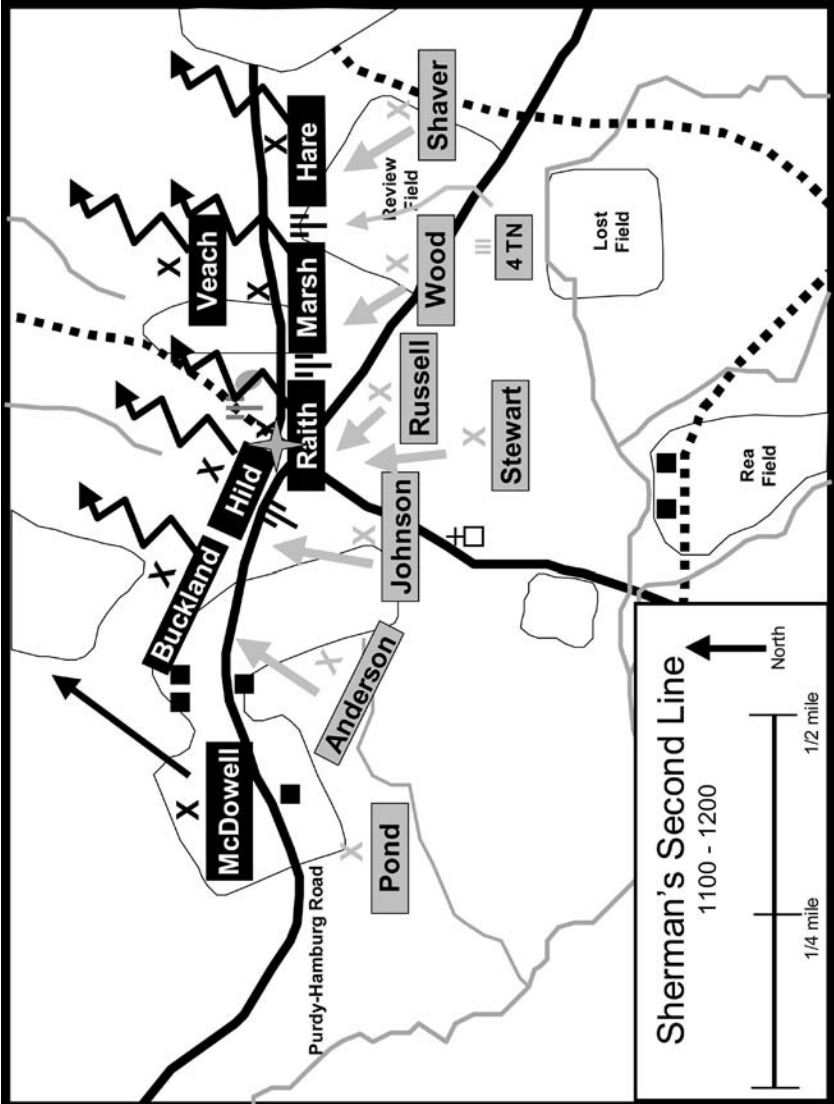 Veach
Buckland
McDowell
Hild
Raith
Marsh
Hare
Purdy-Hamburg Road
Anderson
Review
Field
Pond
Johnson
Russell
Wood
Shaver
Stewart
4 TN
Lost
Field
Rea
Field
Sherman's Second Line
1100 - 1200
North
1/4 mile
1/2 mile